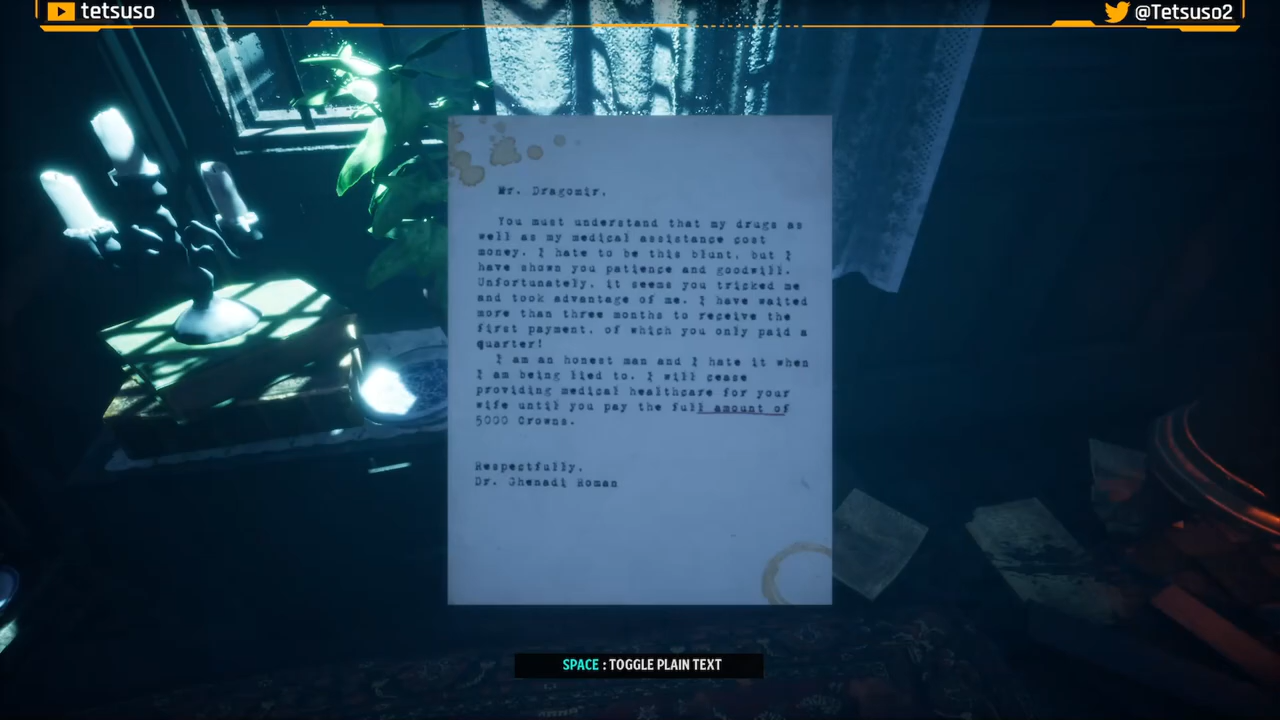 tetsuso
@Tetsuso2
Mr. Dragomir,
You must understand that my drugs as
well as my medical assistance cost
money. I hate to be this blunt, but I
have shown you patience and goodwill.
Unfortunately, it seems you tricked me
and took advantage of me. I have waited
more than three months to receive the
first payment, of which you only paid a
quarter!
I am an honest man and I hate it when
I am being lied to. I will cease
providing medical healthcare for your
wife until you pay the full amount of
5000 Crowns.
Respectfully,
Dr. Ghenadi Roman
SPACE : TOGGLE PLAIN TEXT